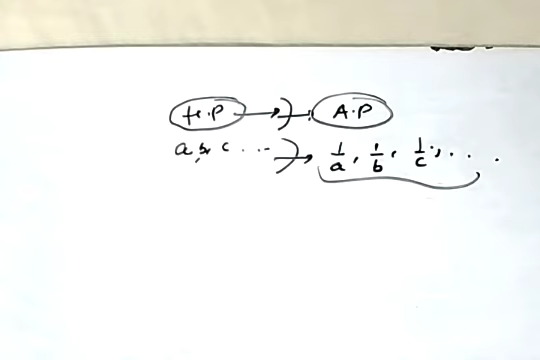 H.P → A.P
a, b, c ... → 1/a, 1/b, 1/c, ....